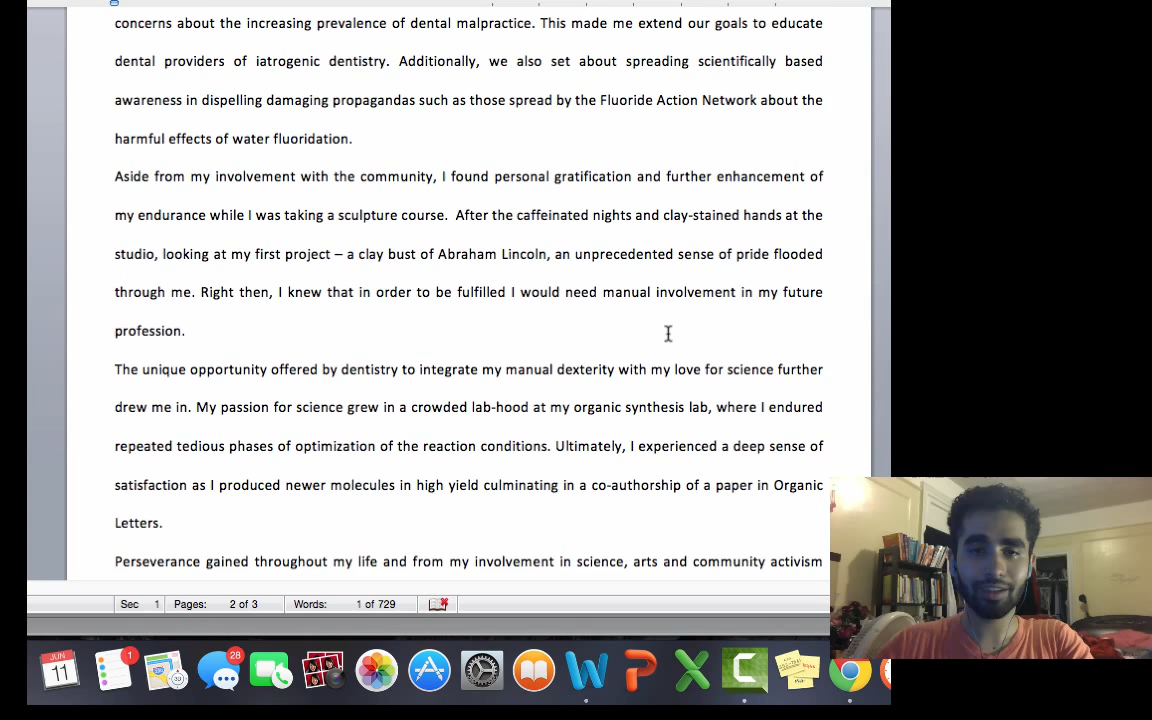 concerns about the increasing prevalence of dental malpractice. This made me extend our goals to educate
dental providers of iatrogenic dentistry. Additionally, we also set about spreading scientifically based
awareness in dispelling damaging propagandas such as those spread by the Fluoride Action Network about the
harmful effects of water fluoridation.
Aside from my involvement with the community, I found personal gratification and further enhancement of
my endurance while I was taking a sculpture course.  After the caffeinated nights and clay-stained hands at the
studio, looking at my first project – a clay bust of Abraham Lincoln, an unprecedented sense of pride flooded
through me. Right then, I knew that in order to be fulfilled I would need manual involvement in my future
profession.
The unique opportunity offered by dentistry to integrate my manual dexterity with my love for science further
drew me in. My passion for science grew in a crowded lab-hood at my organic synthesis lab, where I endured
repeated tedious phases of optimization of the reaction conditions. Ultimately, I experienced a deep sense of
satisfaction as I produced newer molecules in high yield culminating in a co-authorship of a paper in Organic
Letters.
Perseverance gained throughout my life and from my involvement in science, arts and community activism
Sec 1 Pages: 2 of 3 Words: 1 of 729
JUN
11
1
28